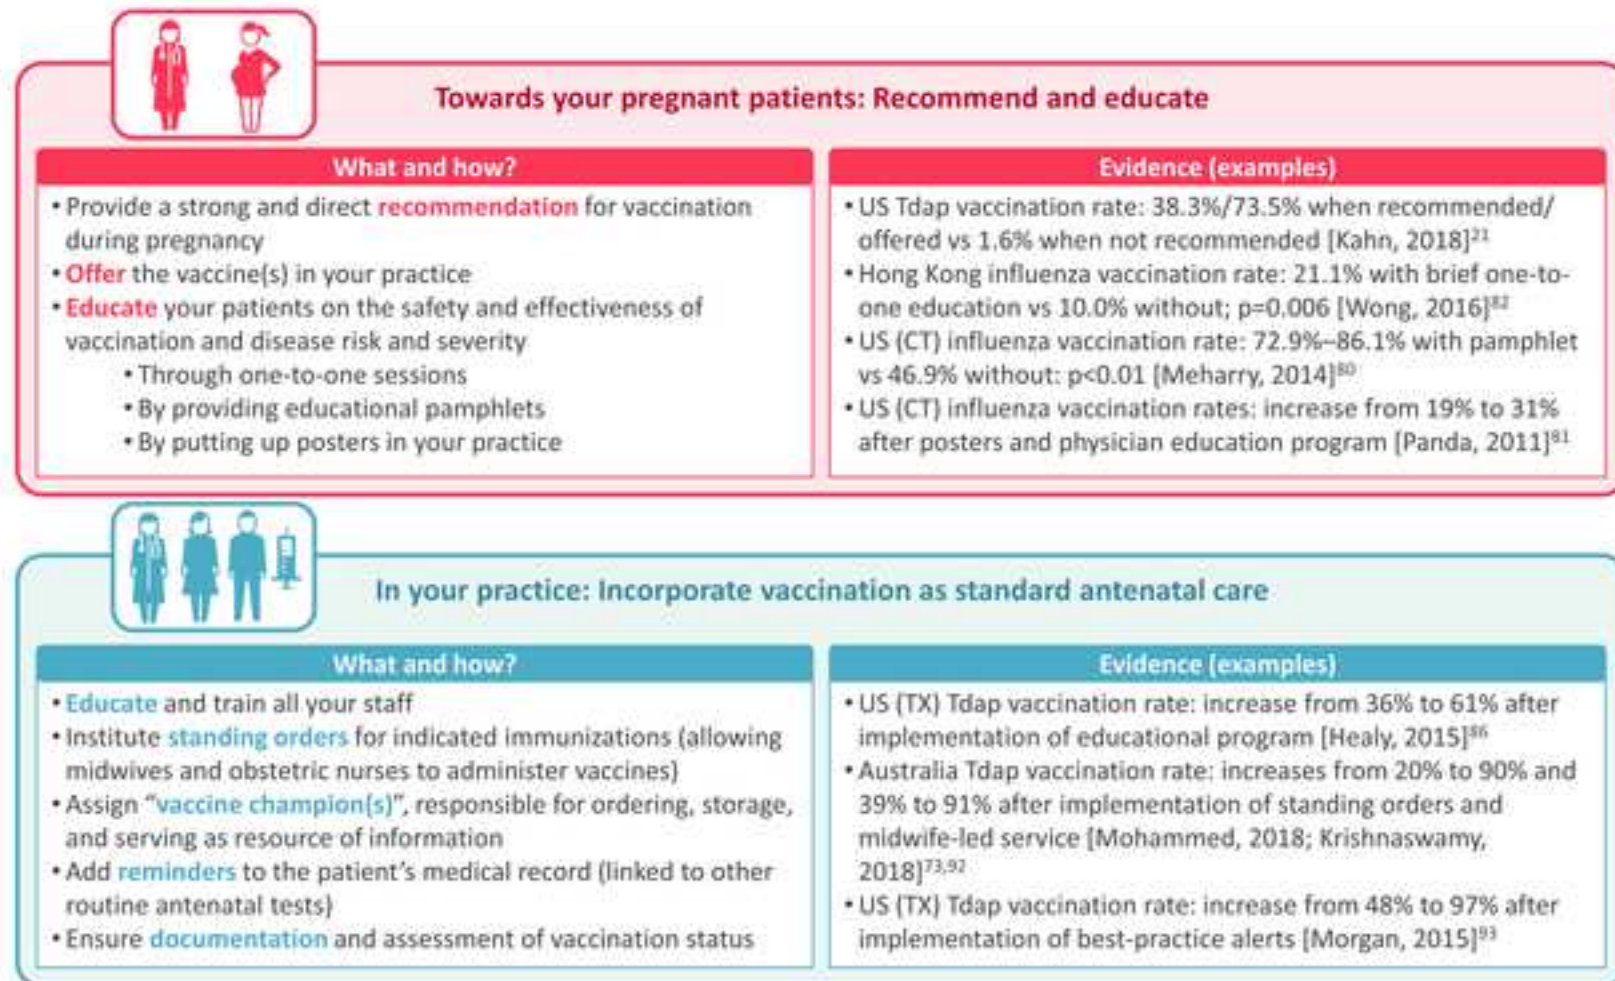 Towards your pregnant patients: Recommend and educate
What and how?
• Provide a strong and direct recommendation for vaccination
during pregnancy
• Offer the vaccine(s) in your practice
• Educate your patients on the safety and effectiveness of
vaccination and disease risk and severity
• Through one-to-one sessions
• By providing educational pamphlets
• By putting up posters in your practice
Evidence (examples)
• US Tdap vaccination rate: 38.3%/73.5% when recommended/
offered vs 1.6% when not recommended [Kahn, 2018]21
• Hong Kong influenza vaccination rate: 21.1% with brief one-to-
one education vs 10.0% without; p=0.006 [Wong, 2016]82
• US (CT) influenza vaccination rate: 72.9%–86.1% with pamphlet
vs 46.9% without: p<0.01 [Meharry, 2014]80
• US (CT) influenza vaccination rates: increase from 19% to 31%
after posters and physician education program [Panda, 2011]81
In your practice: Incorporate vaccination as standard antenatal care
What and how?
• Educate and train all your staff
• Institute standing orders for indicated immunizations (allowing
midwives and obstetric nurses to administer vaccines)
• Assign “vaccine champion(s)”, responsible for ordering, storage,
and serving as resource of information
• Add reminders to the patient’s medical record (linked to other
routine antenatal tests)
• Ensure documentation and assessment of vaccination status
Evidence (examples)
• US (TX) Tdap vaccination rate: increase from 36% to 61% after
implementation of educational program [Healy, 2015]86
• Australia Tdap vaccination rate: increases from 20% to 90% and
39% to 91% after implementation of standing orders and
midwife-led service [Mohammed, 2018; Krishnaswamy,
2018]73,92
• US (TX) Tdap vaccination rate: increase from 48% to 97% after
implementation of best-practice alerts [Morgan, 2015]93